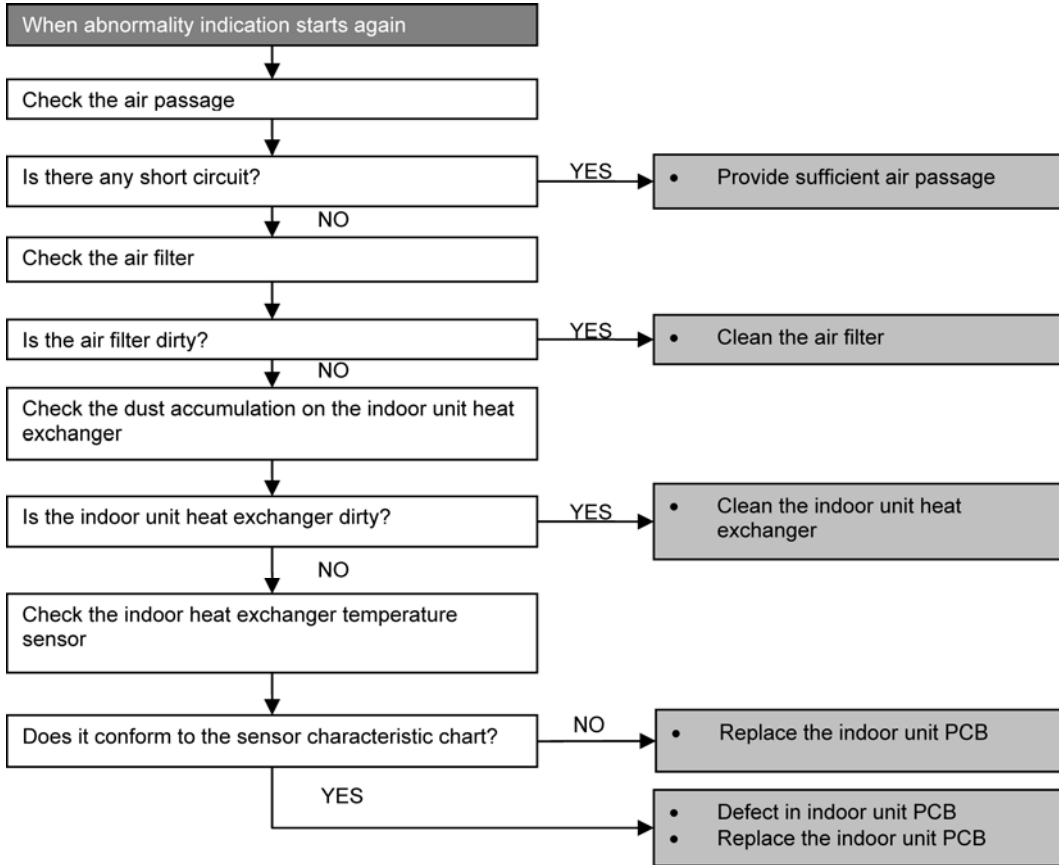 When abnormality indication starts again
Check the air passage
Is there any short circuit?
YES
• Provide sufficient air passage
NO
Check the air filter
Is the air filter dirty?
YES
• Clean the air filter
NO
Check the dust accumulation on the indoor unit heat
exchanger
Is the indoor unit heat exchanger dirty?
YES
• Clean the indoor unit heat
exchanger
NO
Check the indoor heat exchanger temperature
sensor
Does it conform to the sensor characteristic chart?
NO
• Replace the indoor unit PCB
YES
• Defect in indoor unit PCB
• Replace the indoor unit PCB